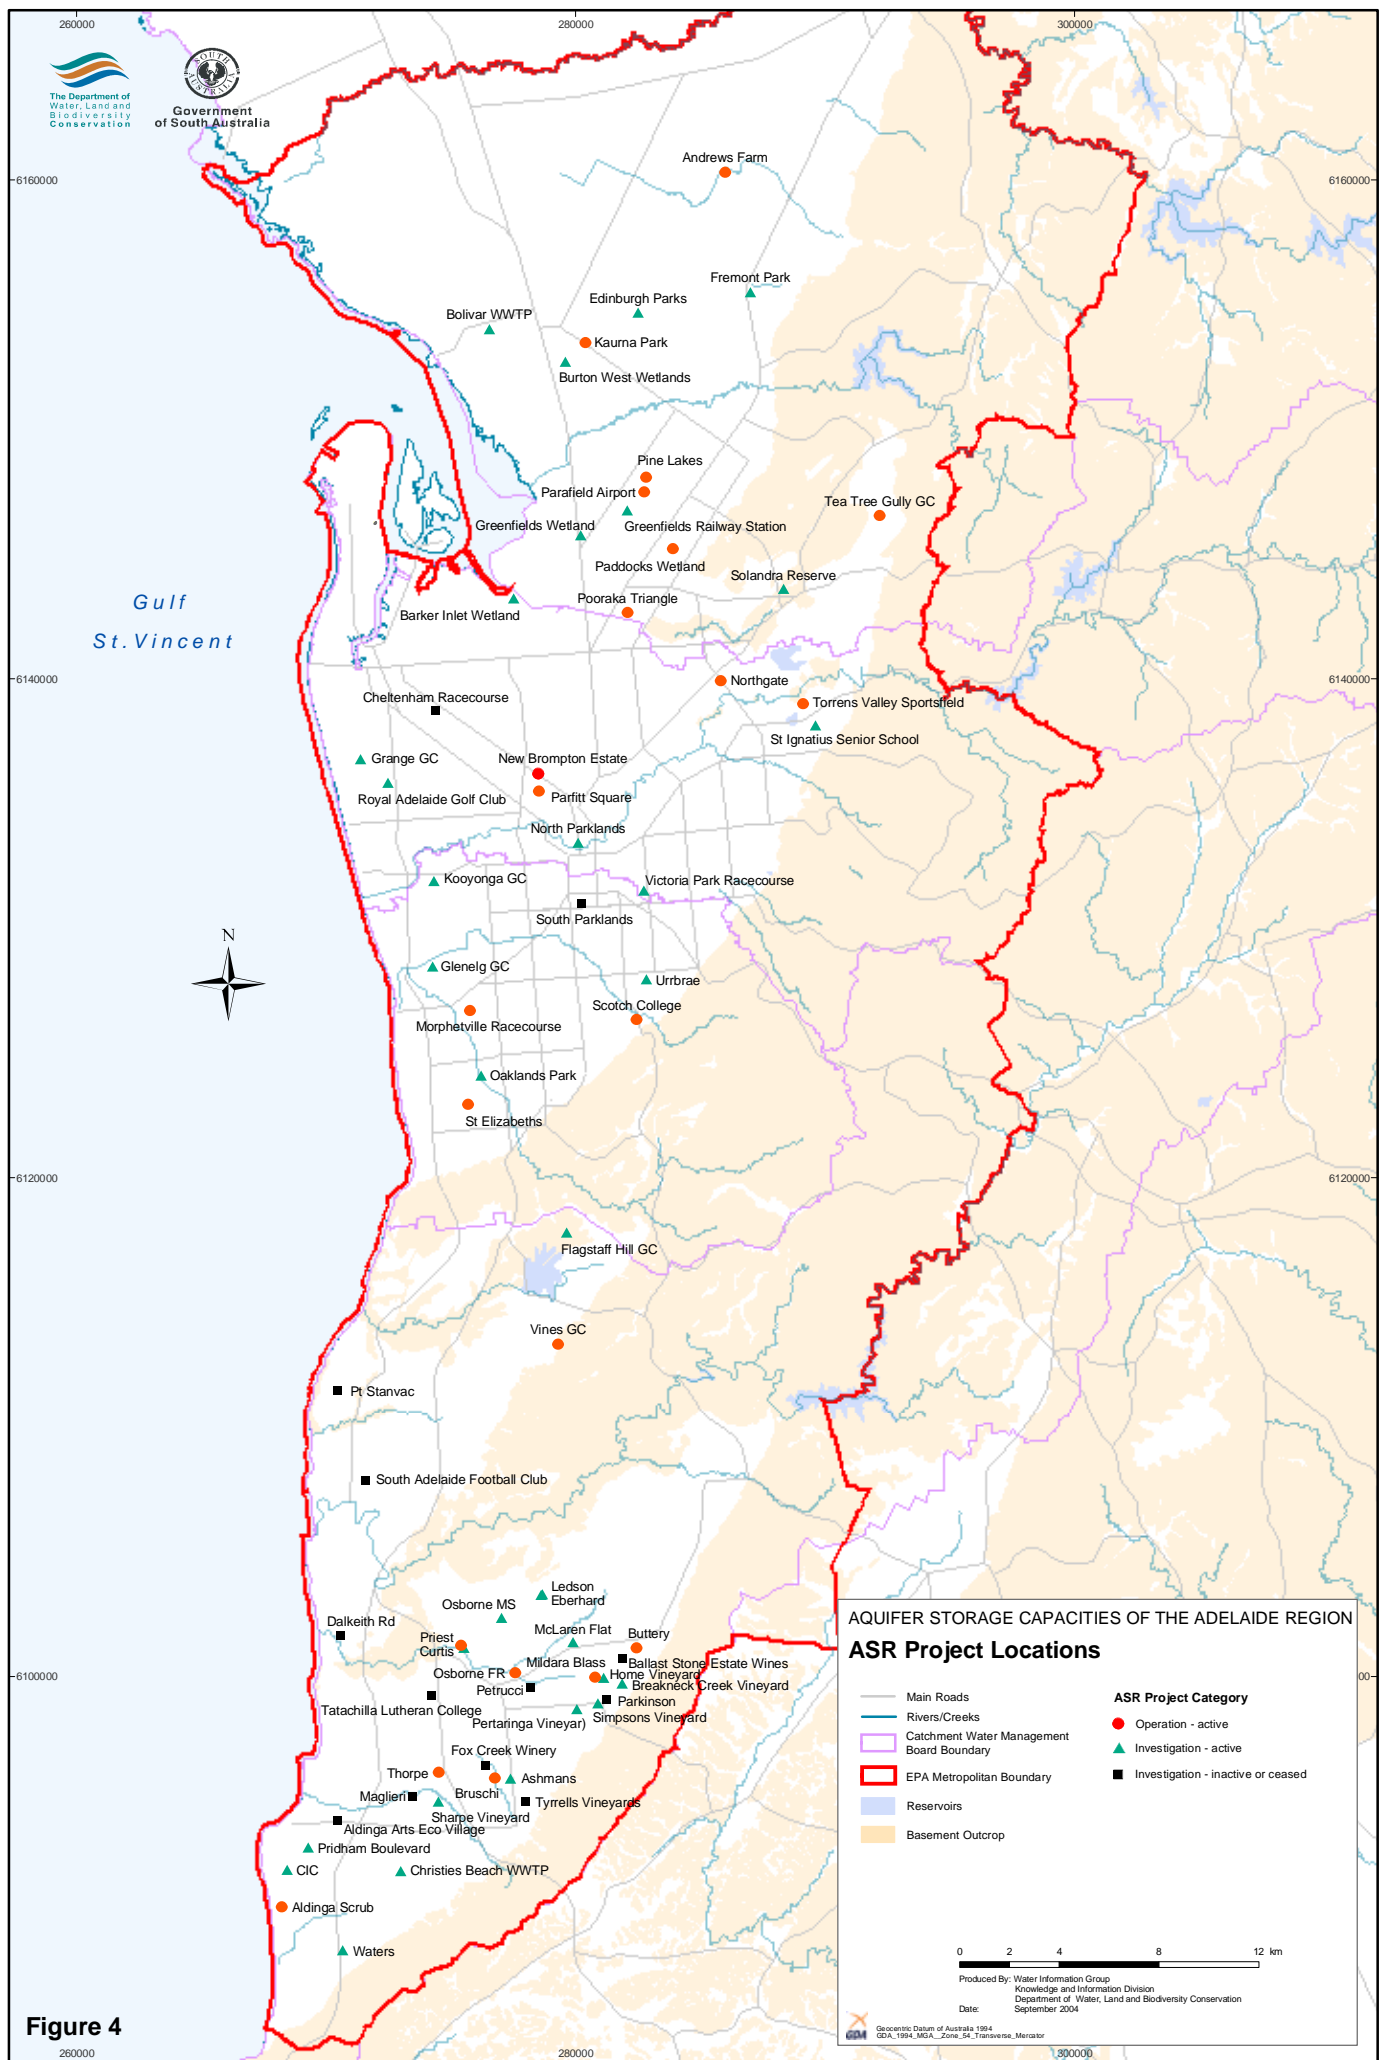 260000
280000
300000
The Department of
Water, Land and
Biodiversity
Conservation
SOUTH
AUSTRALIA
Government
of South Australia
Andrews Farm
6160000
6160000
Fremont Park
Edinburgh Parks
Bolivar WWTP
Kaurna Park
Burton West Wetlands
Pine Lakes
Parafield Airport
Tea Tree Gully GC
Greenfields Wetland
Greenfields Railway Station
Paddocks Wetland
Solandra Reserve
Pooraka Triangle
Barker Inlet Wetland
Gulf
St.Vincent
6140000
6140000
Northgate
Cheltenham Racecourse
Torrens Valley Sportsfield
St Ignatius Senior School
Grange GC
New Brompton Estate
Royal Adelaide Golf Club
Parfitt Square
North Parklands
Kooyonga GC
Victoria Park Racecourse
South Parklands
N
Glenelg GC
Urrbrae
Scotch College
Morphetville Racecourse
Oaklands Park
St Elizabeths
6120000
6120000
Flagstaff Hill GC
Vines GC
Pt Stanvac
South Adelaide Football Club
Ledson
Eberhard
Osborne MS
Dalkeith Rd
McLaren Flat
Buttery
Priest
Curtis
Mildara Blass
Ballast Stone Estate Wines
Osborne FR
Home Vineyard
6100000
00
Petrucci
Breakneck Creek Vineyard
Parkinson
Tatachilla Lutheran College
Pertaringa Vineyar)
Simpsons Vineyard
Fox Creek Winery
Thorpe
Ashmans
Bruschi
Maglieri
Tyrrells Vineyards
Sharpe Vineyard
Aldinga Arts Eco Village
Pridham Boulevard
CIC
Christies Beach WWTP
Aldinga Scrub
Waters
AQUIFER STORAGE CAPACITIES OF THE ADELAIDE REGION
ASR Project Locations
Main Roads
Rivers/Creeks
Catchment Water Management
Board Boundary
EPA Metropolitan Boundary
Reservoirs
Basement Outcrop
ASR Project Category
Operation - active
Investigation - active
Investigation - inactive or ceased
0 2 4 8 12 km
Produced By: Water Information Group
Knowledge and Information Division
Department of Water, Land and Biodiversity Conservation
Date: September 2004
GDA
Geocentric Datum of Australia 1994
GDA_1994_MGA__Zone_54_Transverse_Mercator
Figure 4
260000
280000
300000